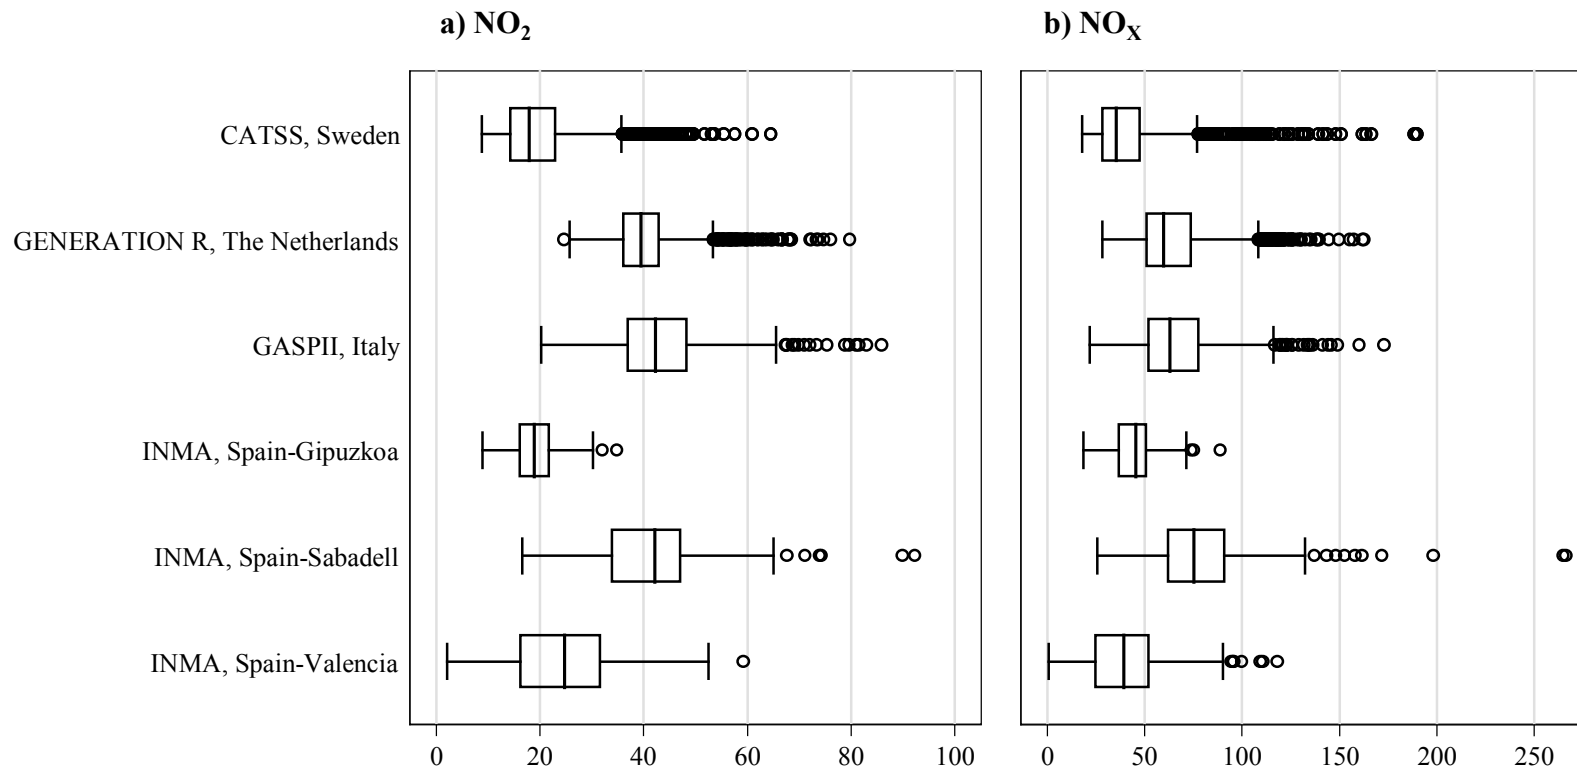 a) NO2
b) NOX
CATSS, Sweden
GENERATION R, The Netherlands
GASPII, Italy
INMA, Spain-Gipuzkoa
INMA, Spain-Sabadell
INMA, Spain-Valencia
0 20 40 60 80 100
0 50 100 150 200 250